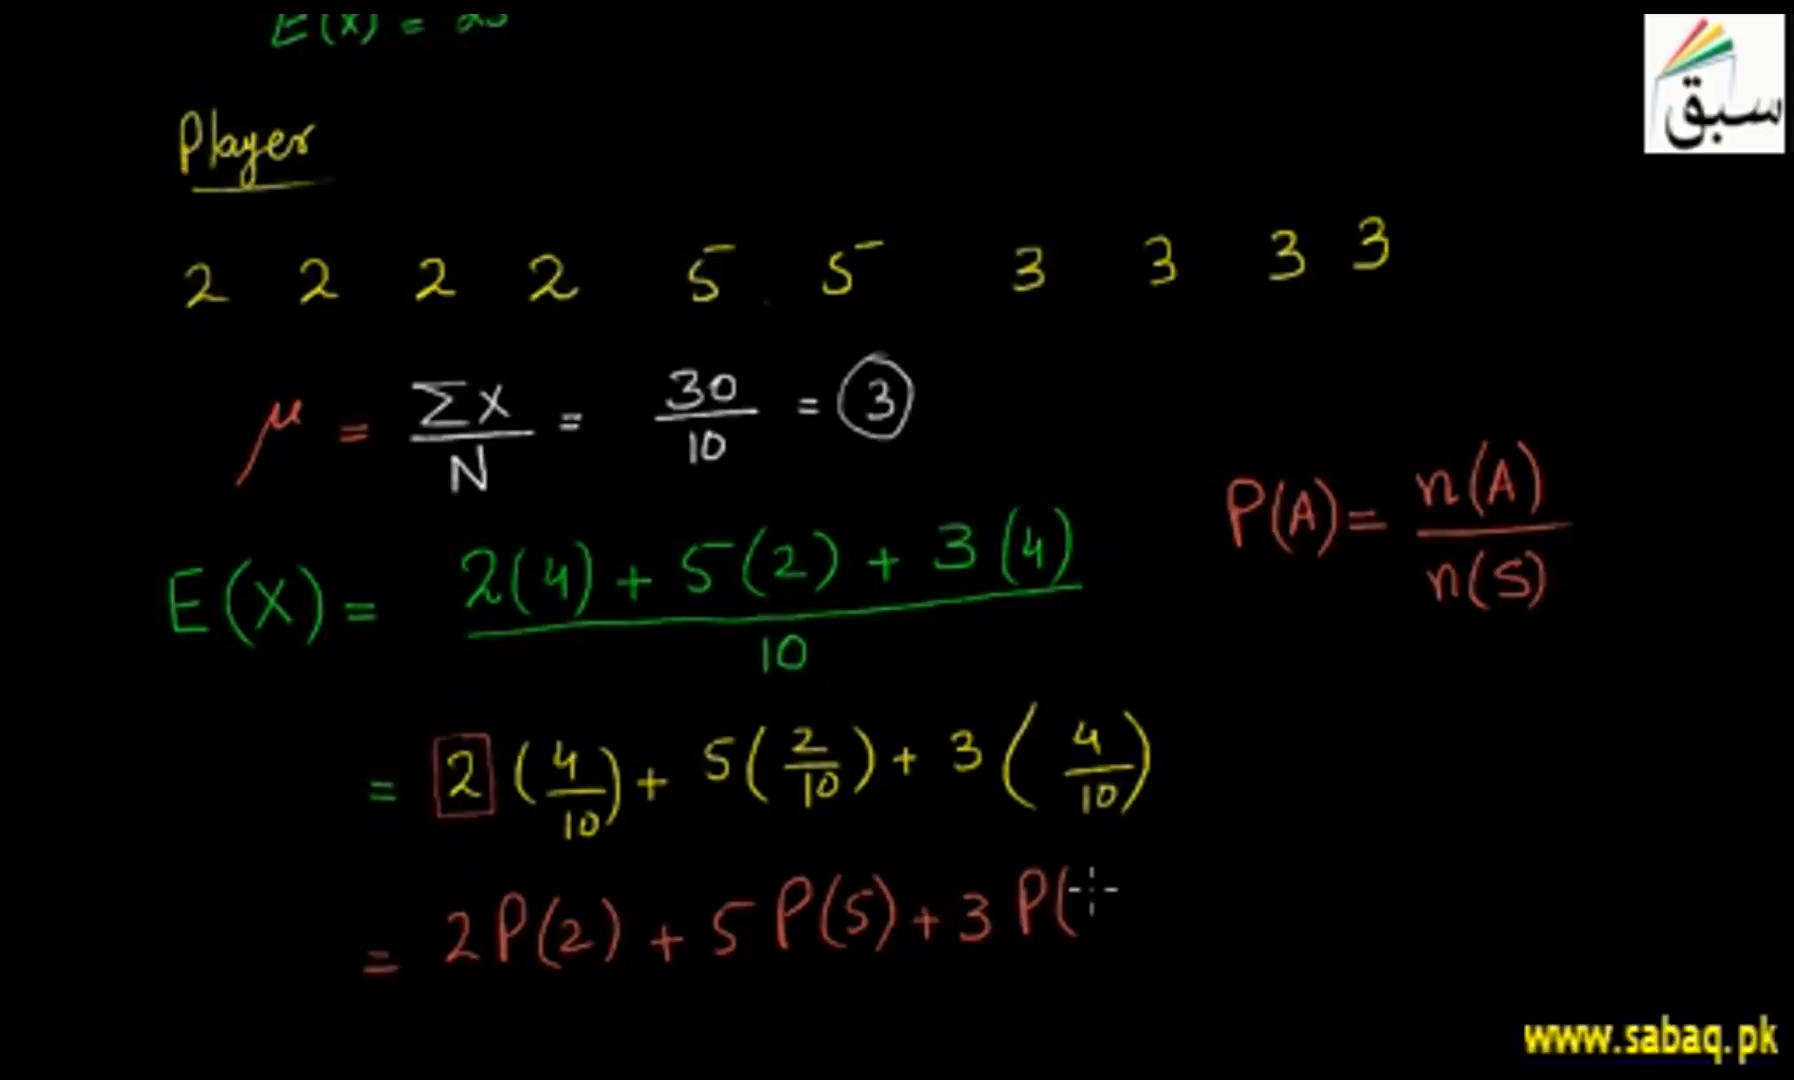 E(X) = 25
سبق
Player
2 2 2 2 5 5 3 3 3 3
μ = ΣX / N = 30 / 10 = 3
P(A) = n(A) / n(S)
E(X) = 2(4) + 5(2) + 3(4) / 10
= 2 (4/10) + 5(2/10) + 3(4/10)
= 2P(2) + 5P(5) + 3P(
www.sabaq.pk